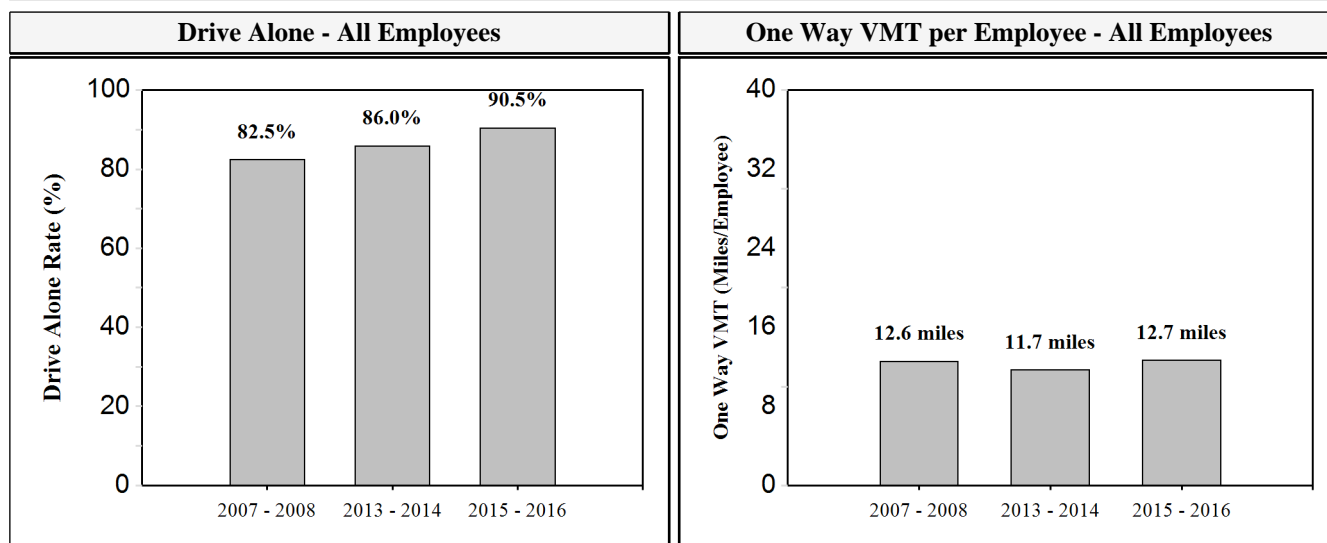 Drive Alone - All Employees
One Way VMT per Employee - All Employees
Drive Alone Rate (%)
100
80
60
40
20
0
82.5%
86.0%
90.5%
2007 - 2008
2013 - 2014
2015 - 2016
One Way VMT (Miles/Employee)
40
32
24
16
8
0
12.6 miles
11.7 miles
12.7 miles
2007 - 2008
2013 - 2014
2015 - 2016